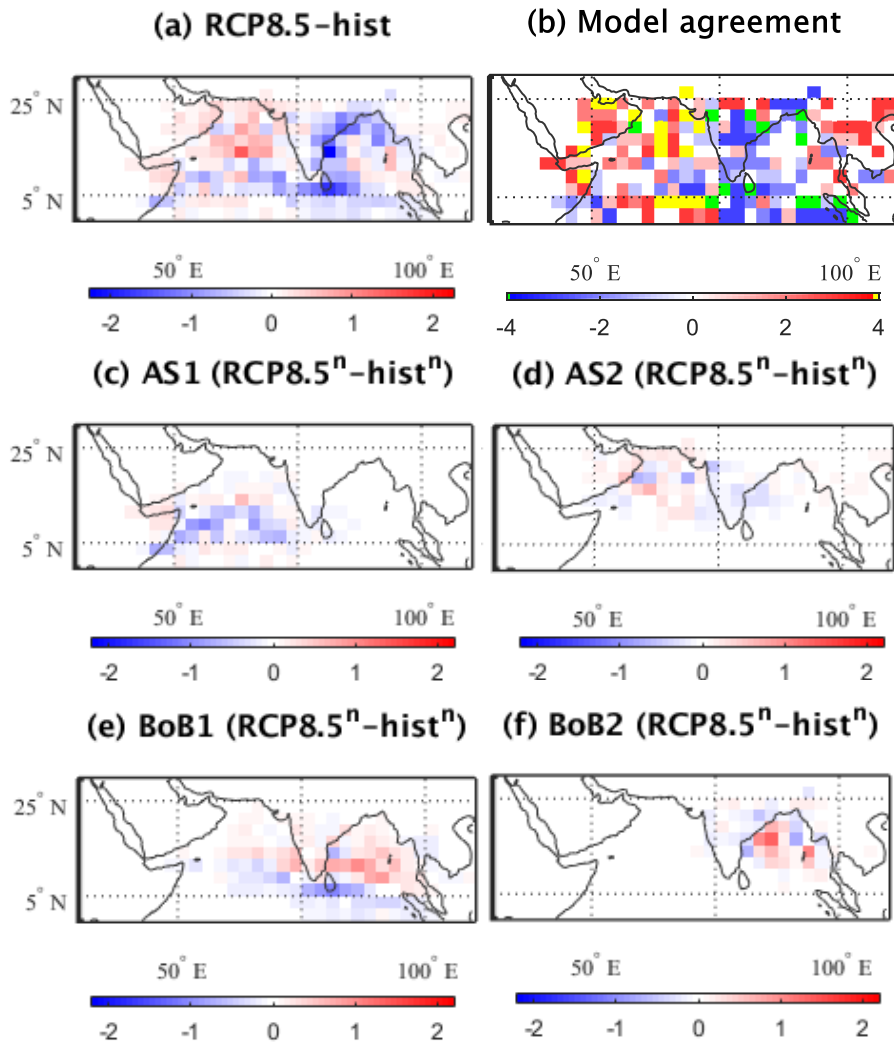 (a) RCP8.5-hist
(b) Model agreement
25° N
5° N
50° E 100° E
-2 -1 0 1 2
50° E 100° E
-4 -2 0 2 4
(c) AS1 (RCP8.5ⁿ-histⁿ)
(d) AS2 (RCP8.5ⁿ-histⁿ)
25° N
5° N
50° E 100° E
-2 -1 0 1 2
50° E 100° E
-2 -1 0 1 2
(e) BoB1 (RCP8.5ⁿ-histⁿ)
(f) BoB2 (RCP8.5ⁿ-histⁿ)
25° N
5° N
50° E 100° E
-2 -1 0 1 2
50° E 100° E
-2 -1 0 1 2